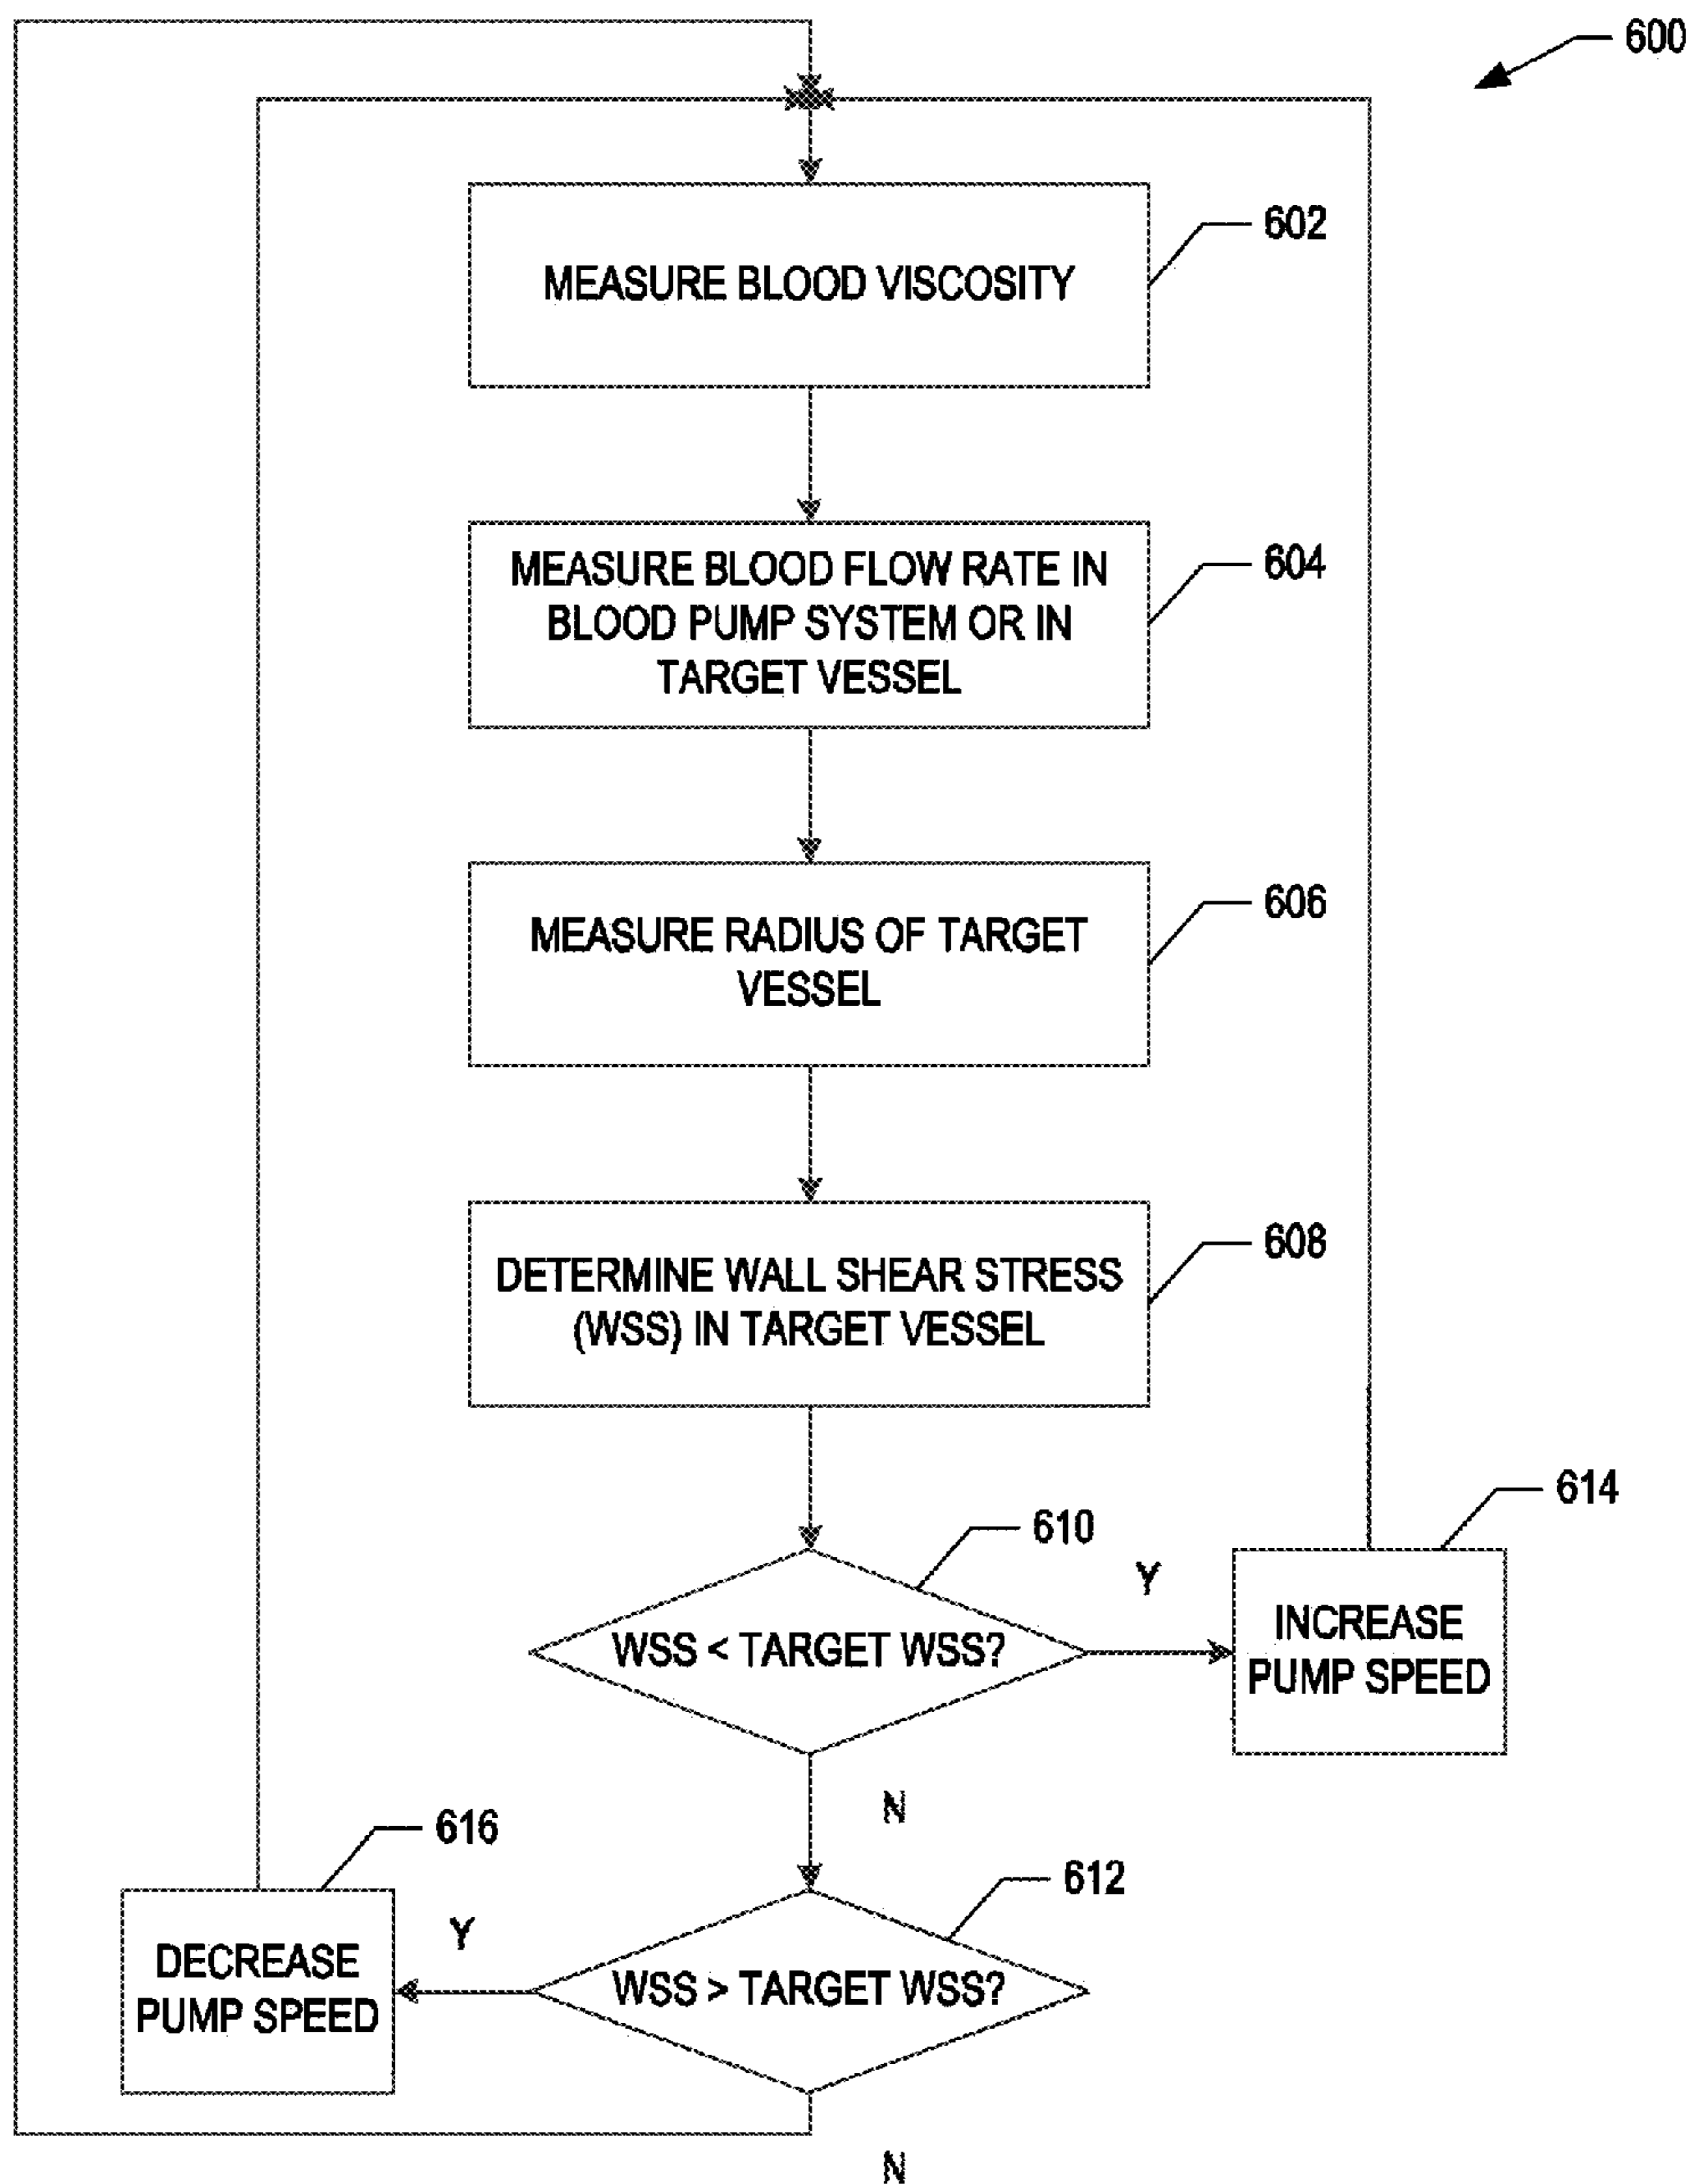 600
MEASURE BLOOD VISCOSITY
602
MEASURE BLOOD FLOW RATE IN
BLOOD PUMP SYSTEM OR IN
TARGET VESSEL
604
MEASURE RADIUS OF TARGET
VESSEL
606
DETERMINE WALL SHEAR STRESS
(WSS) IN TARGET VESSEL
608
610
WSS < TARGET WSS?
Y
614
INCREASE
PUMP SPEED
N
612
WSS > TARGET WSS?
Y
616
DECREASE
PUMP SPEED
N